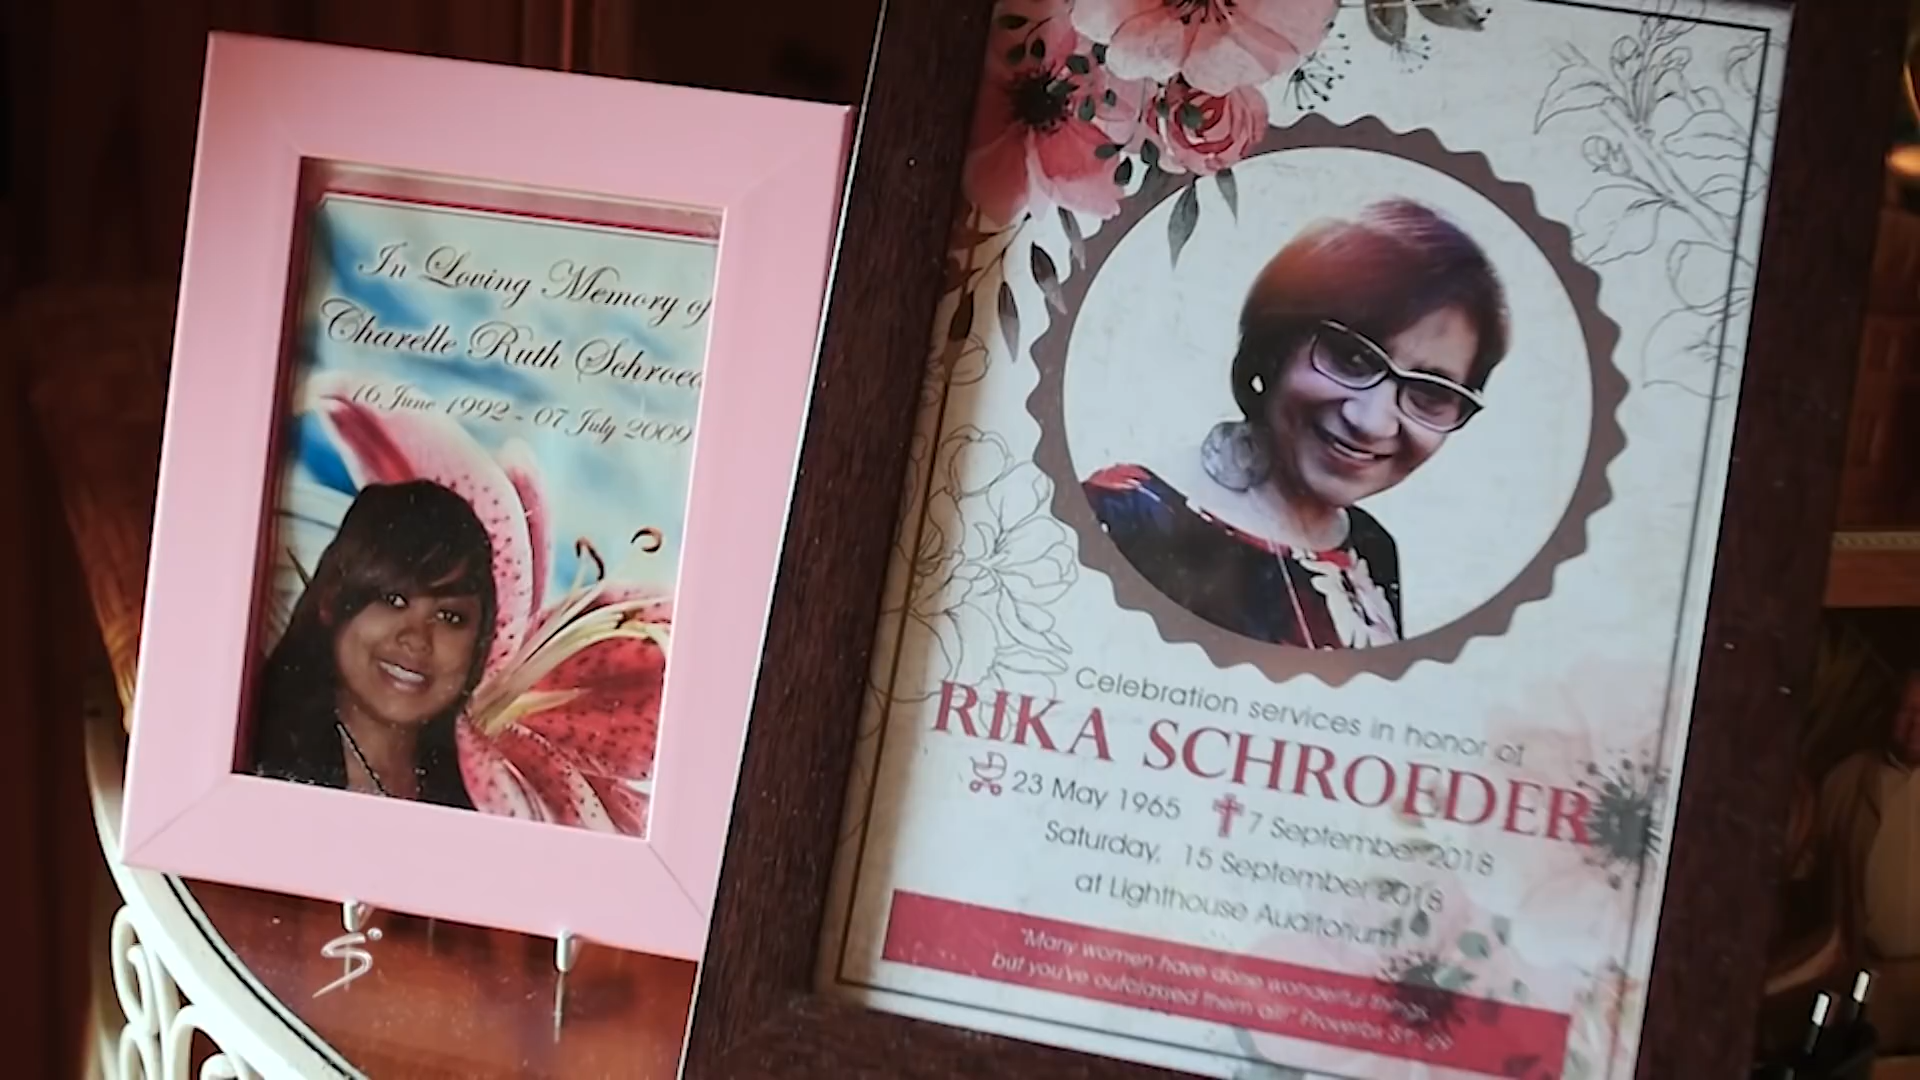 In Loving Memory of
Charelle Ruth Schroed
16 June 1992 - 07 July 2009
Celebration services in honor of
RIKA SCHROEDER
23 May 1965 7 September 2018
Saturday, 15 September 2018
at Lighthouse Auditorium
"Many women have done wonderful things,
but you've outclassed them all!" Proverbs 31: 29